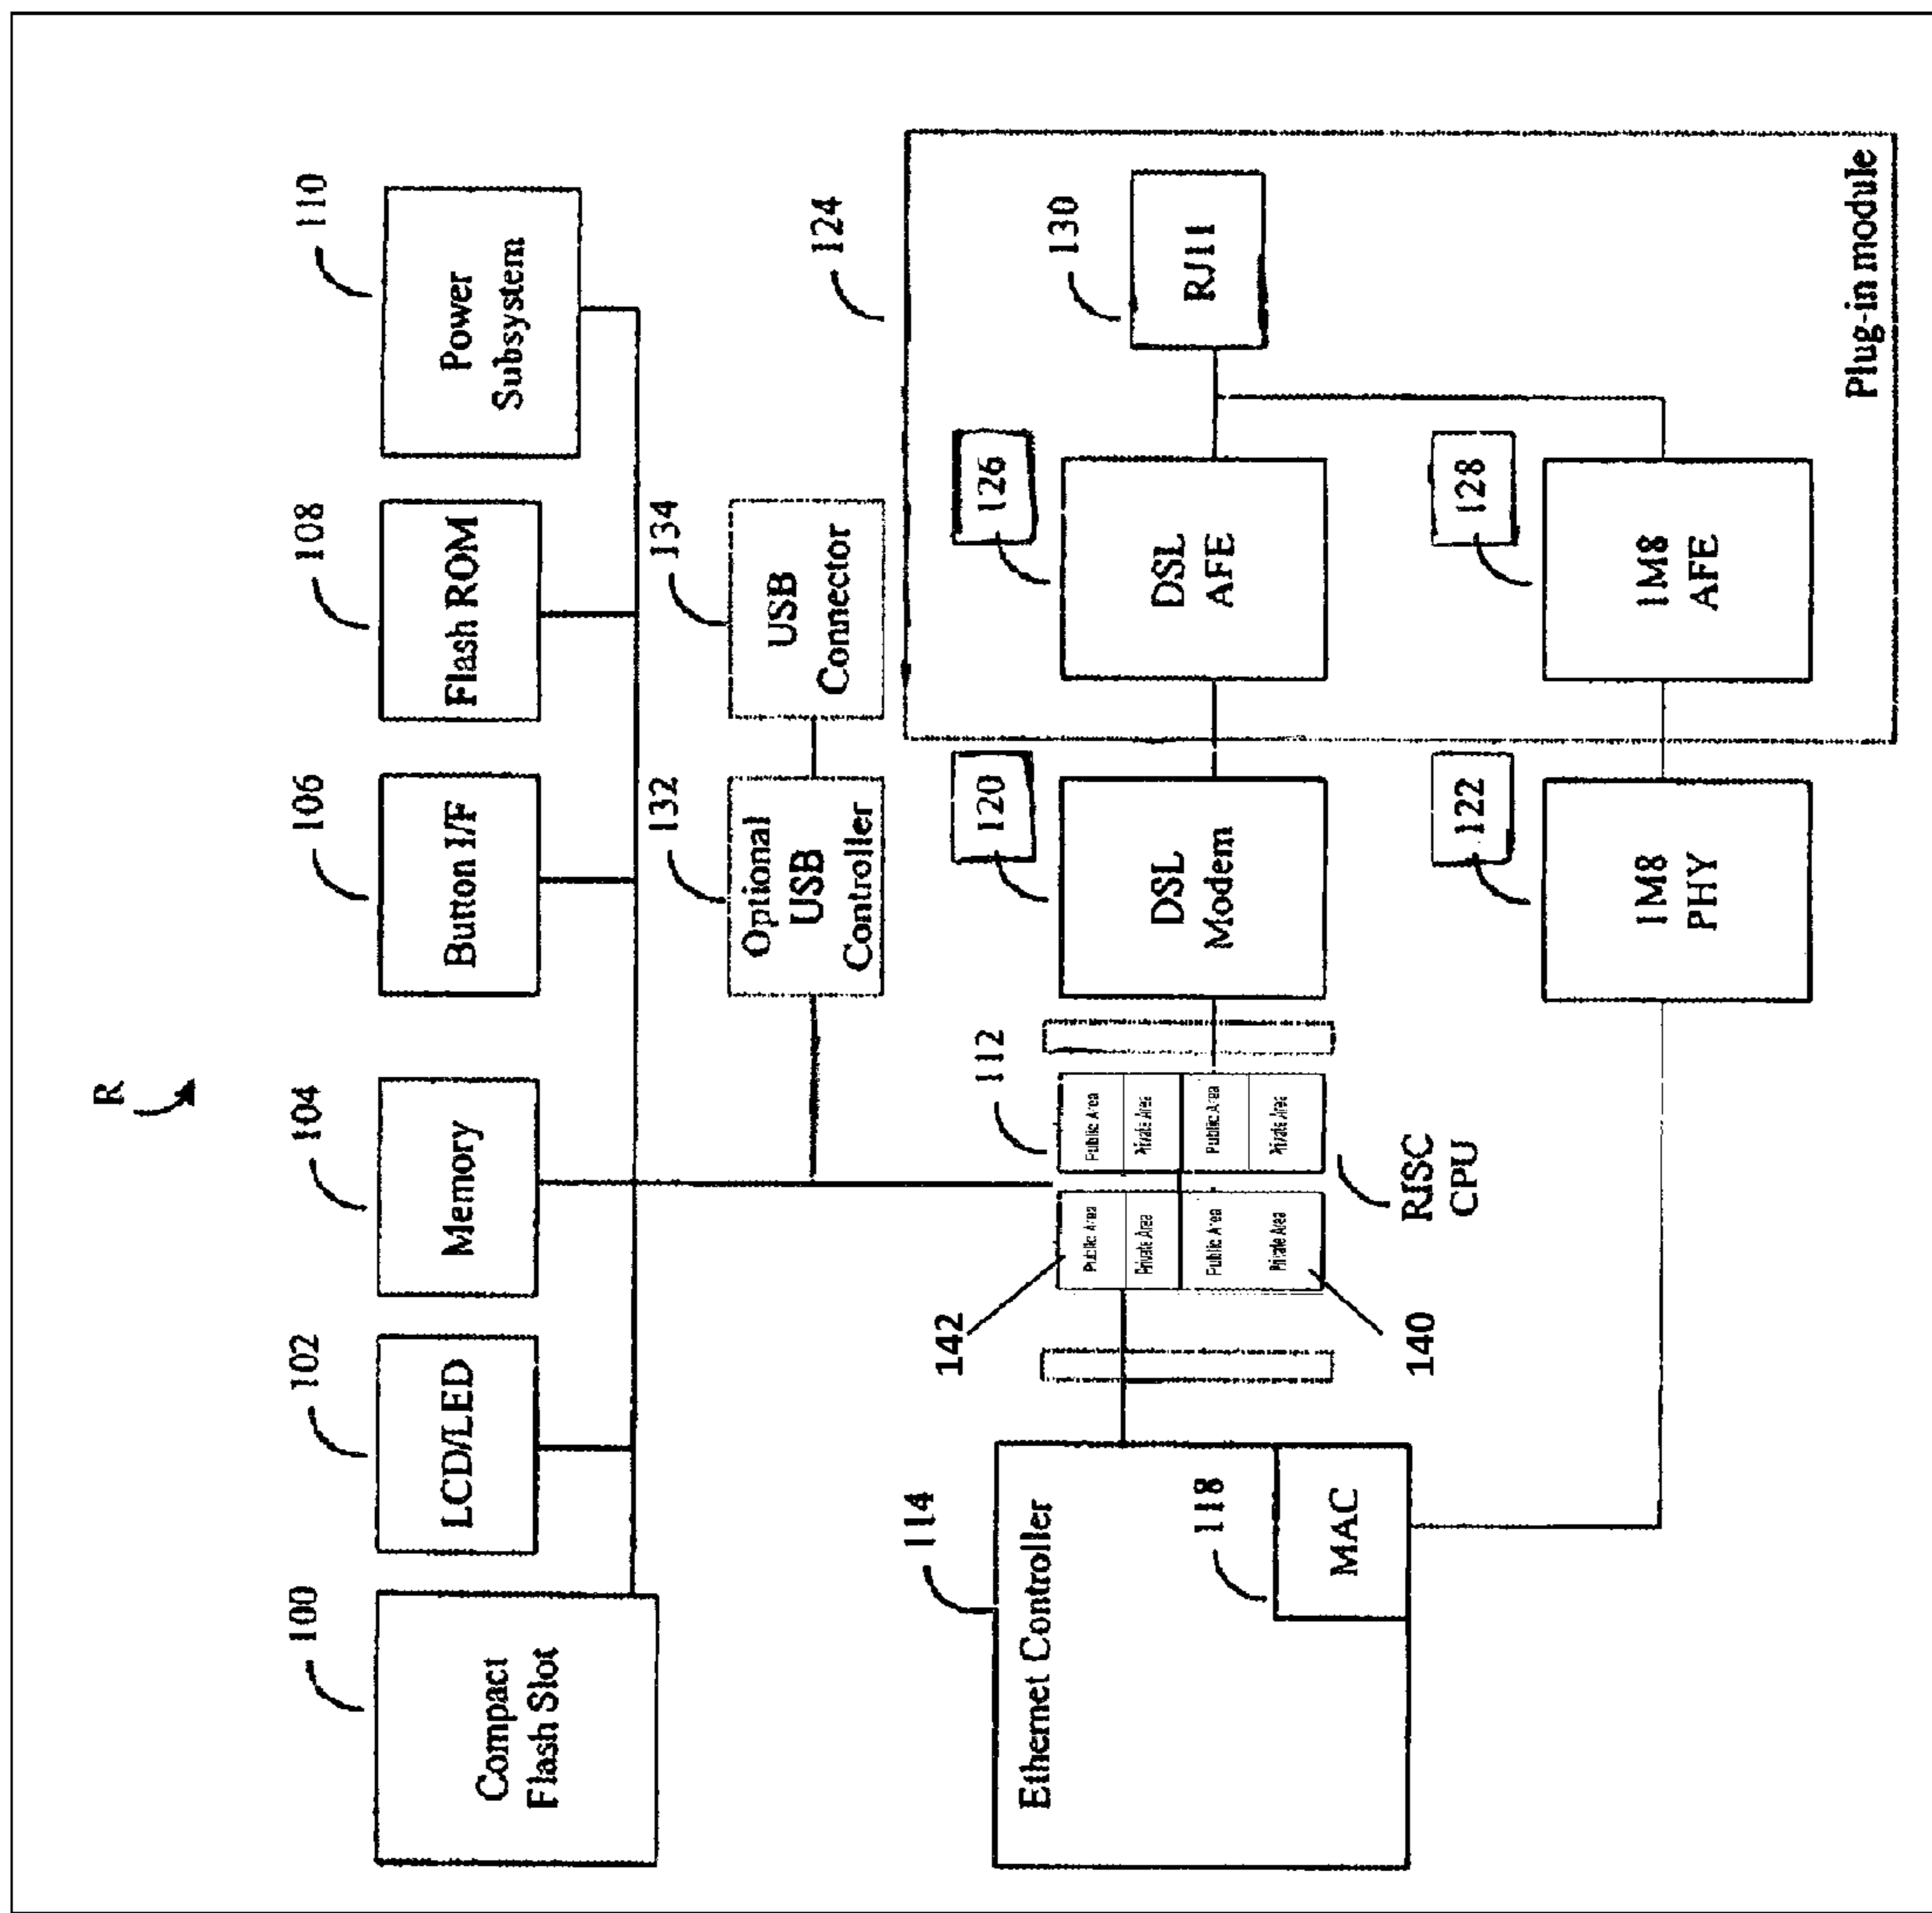 R
100
102
104
106
108
110
Compact
Flash Slot
LCD/LED
Memory
Button I/F
Flash ROM
Power
Subsystem
132
134
Optional
USB
Controller
USB
Connector
124
114
Ethernet Controller
118
MAC
142
140
112
Public Area
Private Area
Public Area
Private Area
Public Area
Private Area
Public Area
Private Area
RISC
CPU
120
DSL
Modem
126
DSL
AFE
130
RJ11
122
1M8
PHY
128
1M8
AFE
Plug-in module